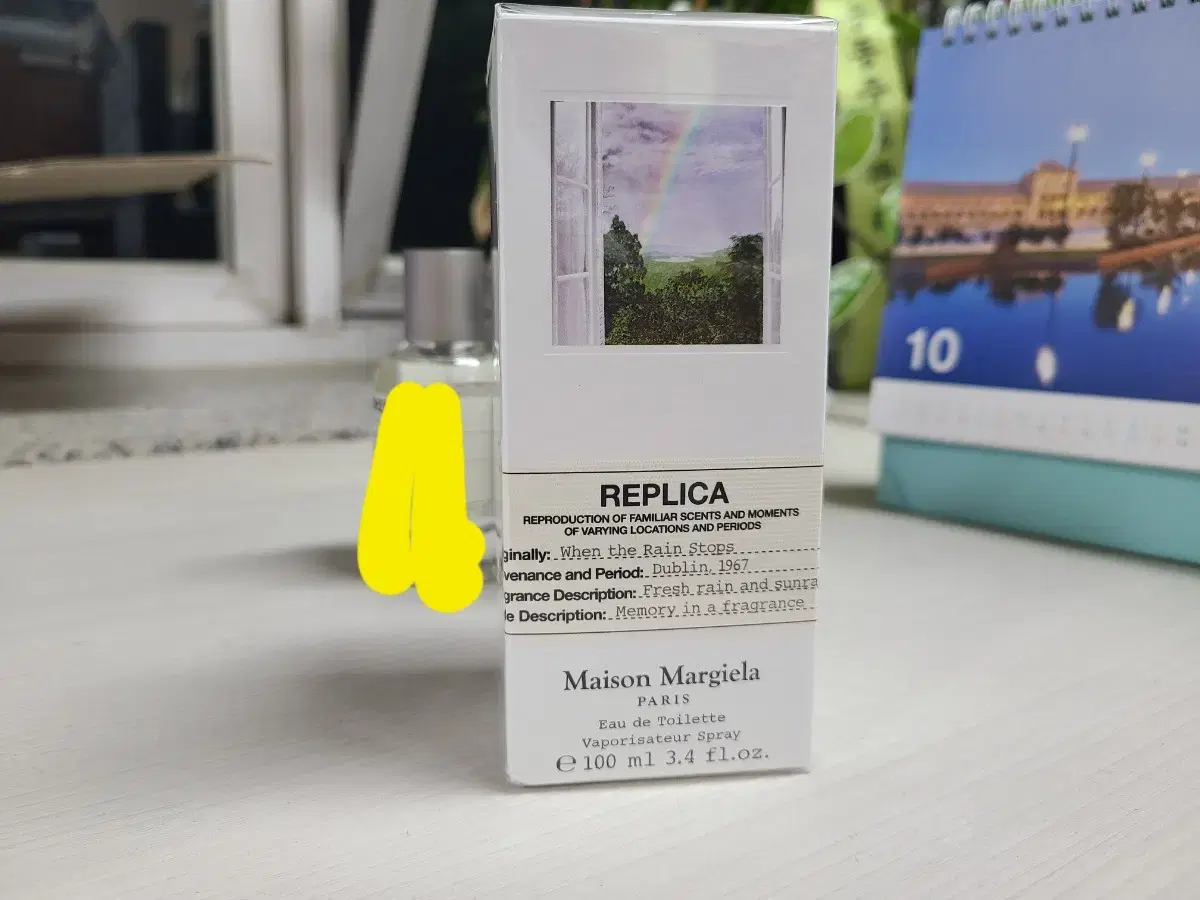 REPLICA
REPRODUCTION OF FAMILIAR SCENTS AND MOMENTS
OF VARYING LOCATIONS AND PERIODS
ginally: When the Rain Stops
venance and Period: Dublin, 1967
grance Description: Fresh rain and sunra
le Description: Memory in a fragrance
Maison Margiela
PARIS
Eau de Toilette
Vaporisateur Spray
℮ 100 ml 3.4 fl.oz.
10